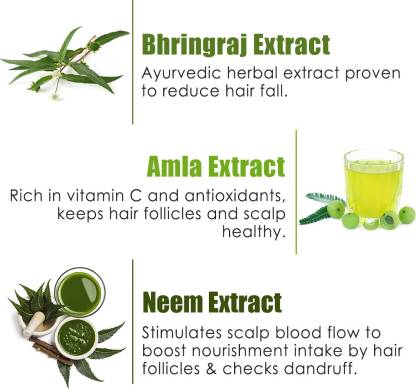 Bhringraj Extract
Ayurvedic herbal extract proven
to reduce hair fall.
Amla Extract
Rich in vitamin C and antioxidants,
keeps hair follicles and scalp
healthy.
Neem Extract
Stimulates scalp blood flow to
boost nourishment intake by hair
follicles & checks dandruff.